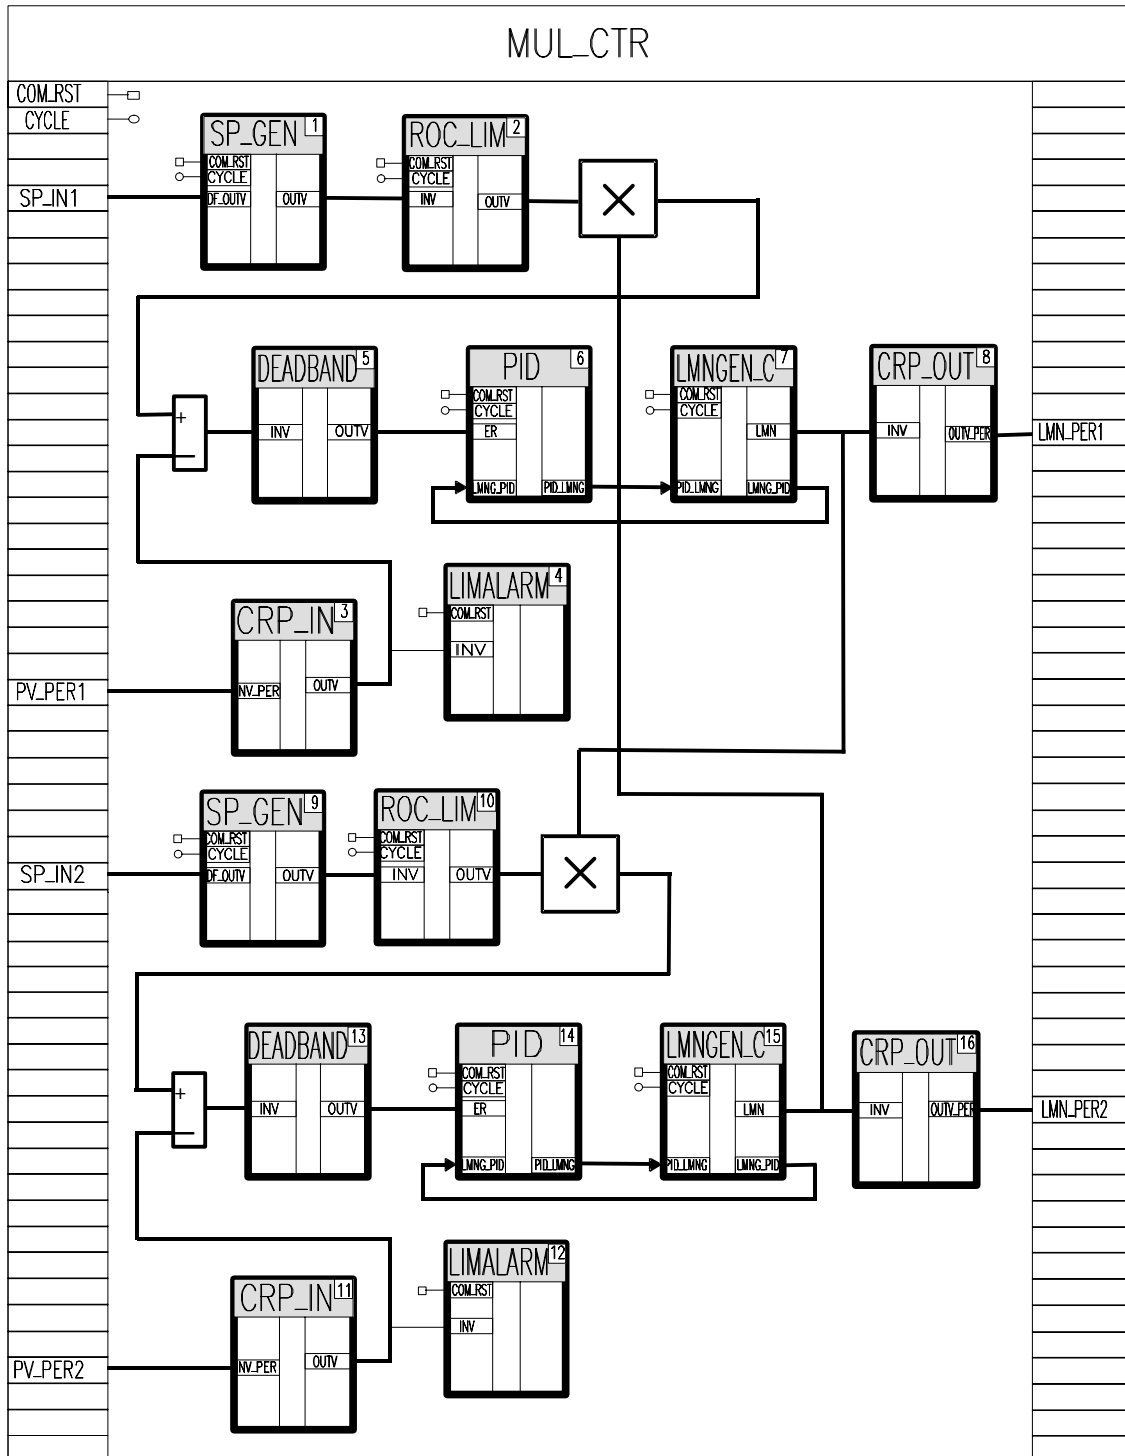 MUL_CTR
COM_RST
CYCLE
SP_GEN 1
ROC_LIM 2
COM_RST
CYCLE
COM_RST
CYCLE
SP_IN1
DF_OUTV OUTV
INV OUTV
×
DEADBAND 5
PID 6
LMNGEN_C 7
CRP_OUT 8
COM_RST
CYCLE
COM_RST
CYCLE
+
INV OUTV
ER
LMN
INV OUTV_PER
LMN_PER1
−
LMNG_PID PID_LMNG
PID_LMNG LMNG_PID
LIMALARM 4
CRP_IN 3
COM_RST
INV
PV_PER1
NV_PER OUTV
SP_GEN 9
ROC_LIM 10
COM_RST
CYCLE
COM_RST
CYCLE
SP_IN2
DF_OUTV OUTV
INV OUTV
×
DEADBAND 13
PID 14
LMNGEN_C 15
CRP_OUT 16
COM_RST
CYCLE
COM_RST
CYCLE
+
INV OUTV
ER
LMN
INV OUTV_PER
LMN_PER2
−
LMNG_PID PID_LMNG
PID_LMNG LMNG_PID
LIMALARM 12
CRP_IN 11
COM_RST
INV
PV_PER2
NV_PER OUTV